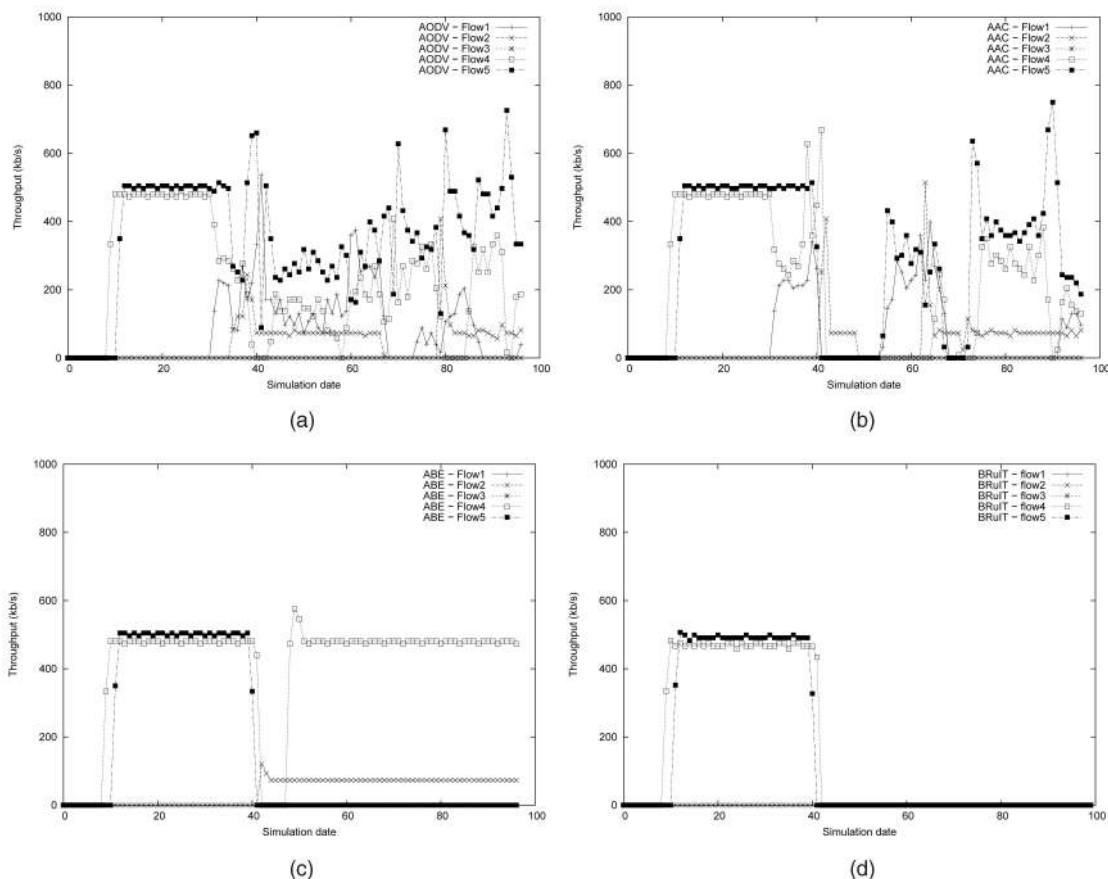 1000
AODV - Flow1
AODV - Flow2
AODV - Flow3
AODV - Flow4
AODV - Flow5
800
600
400
200
0
Throughput (kb/s)
0 20 40 60 80 100
Simulation date
(a)
1000
AAC - Flow1
AAC - Flow2
AAC - Flow3
AAC - Flow4
AAC - Flow5
800
600
400
200
0
Throughput (kb/s)
0 20 40 60 80 100
Simulation date
(b)
1000
ABE - Flow1
ABE - Flow2
ABE - Flow3
ABE - Flow4
ABE - Flow5
800
600
400
200
0
Throughput (kb/s)
0 20 40 60 80 100
Simulation date
(c)
1000
BRuIT - flow1
BRuIT - flow2
BRuIT - flow3
BRuIT - flow4
BRuIT - flow5
800
600
400
200
0
Throughput (kb/s)
0 20 40 60 80 100
Simulation date
(d)